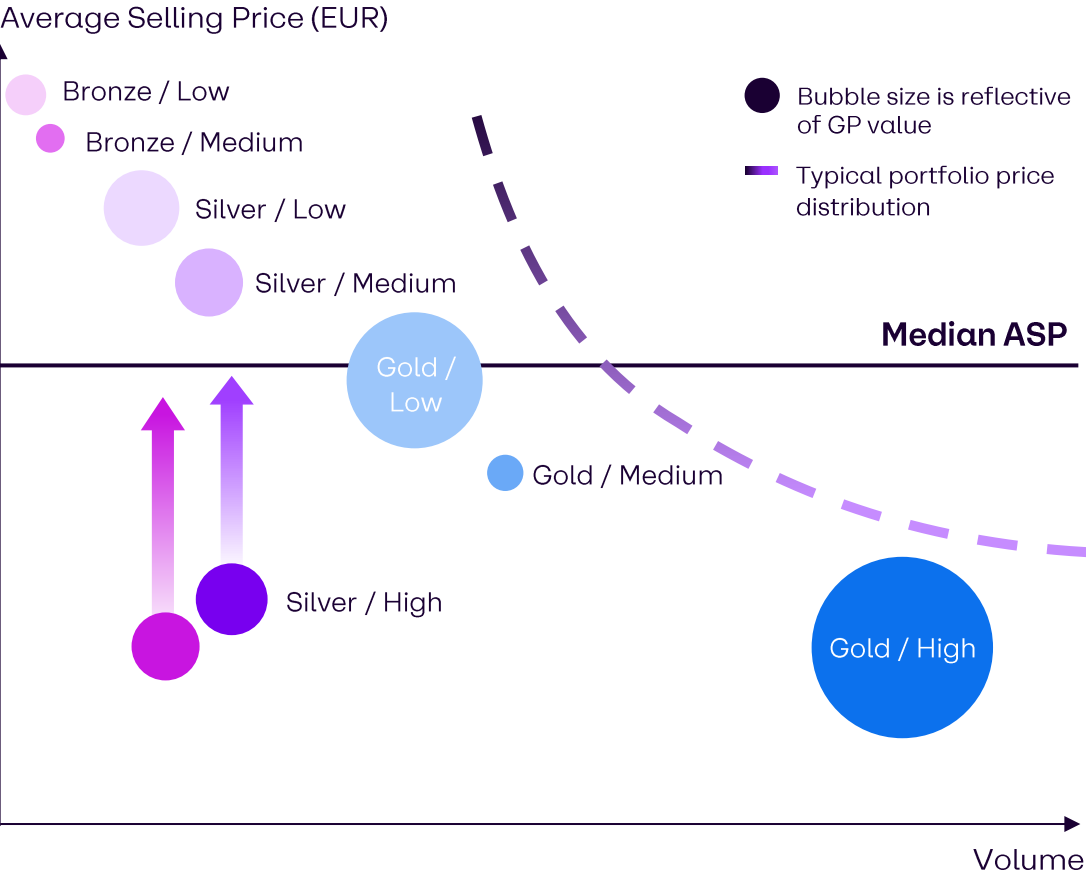 Average Selling Price (EUR)
Bronze / Low
Bubble size is reflective
of GP value
Bronze / Medium
Typical portfolio price
distribution
Silver / Low
Silver / Medium
Median ASP
Gold /
Low
Gold / Medium
Silver / High
Gold / High
Volume